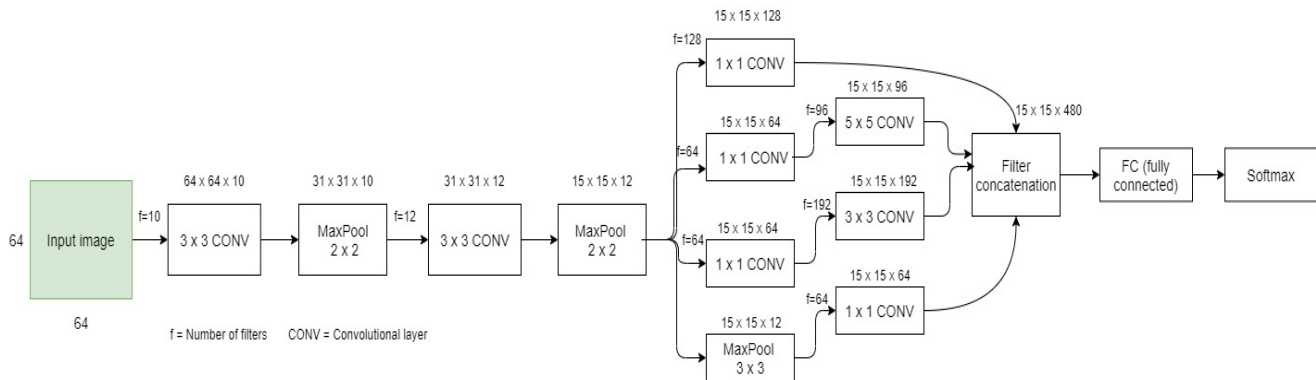 64
Input image
64
f=10
64 x 64 x 10
3 x 3 CONV
31 x 31 x 10
MaxPool
2 x 2
f=12
31 x 31 x 12
3 x 3 CONV
15 x 15 x 12
MaxPool
2 x 2
f = Number of filters CONV = Convolutional layer
15 x 15 x 128
f=128
1 x 1 CONV
15 x 15 x 64
f=64
1 x 1 CONV
15 x 15 x 96
f=96
5 x 5 CONV
15 x 15 x 64
f=64
1 x 1 CONV
15 x 15 x 192
f=192
3 x 3 CONV
15 x 15 x 12
MaxPool
3 x 3
15 x 15 x 64
f=64
1 x 1 CONV
15 x 15 x 480
Filter
concatenation
FC (fully
connected)
Softmax